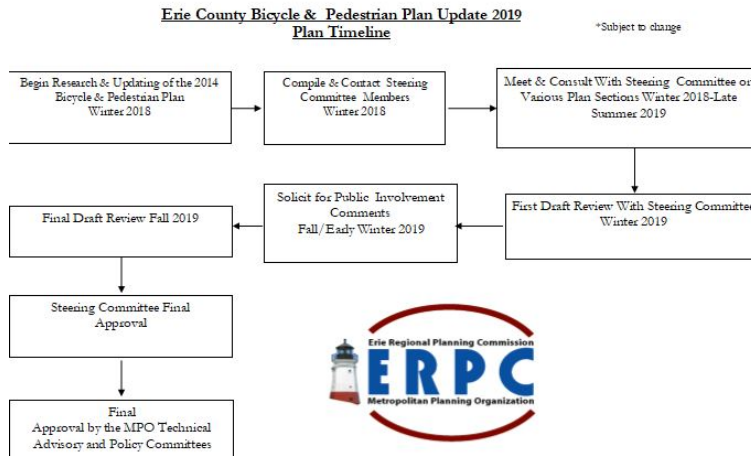 Erie County Bicycle & Pedestrian Plan Update 2019
Plan Timeline
*Subject to change
Begin Research & Updating of the 2014
Bicycle & Pedestrian Plan
Winter 2018
Compile & Contact Steering
Committee Members
Winter 2018
Meet & Consult With Steering Committee on
Various Plan Sections Winter 2018-Late
Summer 2019
First Draft Review With Steering Committee
Winter 2019
Solicit for Public Involvement
Comments
Fall/Early Winter 2019
Final Draft Review Fall 2019
Steering Committee Final
Approval
Final
Approval by the MPO Technical
Advisory and Policy Committees
Erie Regional Planning Commission
ERPC
Metropolitan Planning Organization